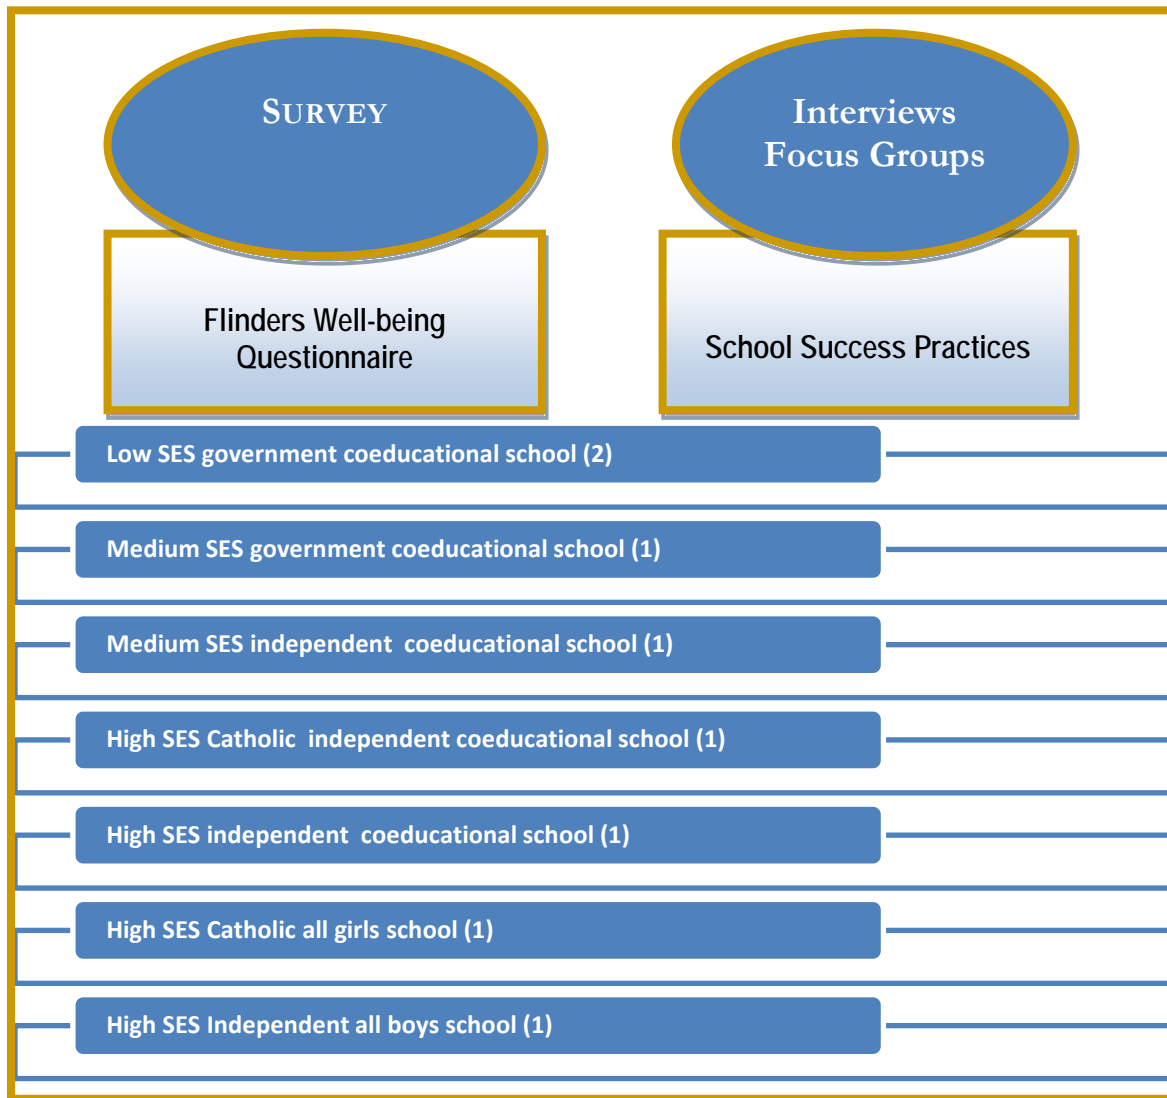 SURVEY
Interviews
Focus Groups
Flinders Well-being
Questionnaire
School Success Practices
Low SES government coeducational school (2)
Medium SES government coeducational school (1)
Medium SES independent  coeducational school (1)
High SES Catholic  independent coeducational school (1)
High SES independent  coeducational school (1)
High SES Catholic all girls school (1)
High SES Independent all boys school (1)